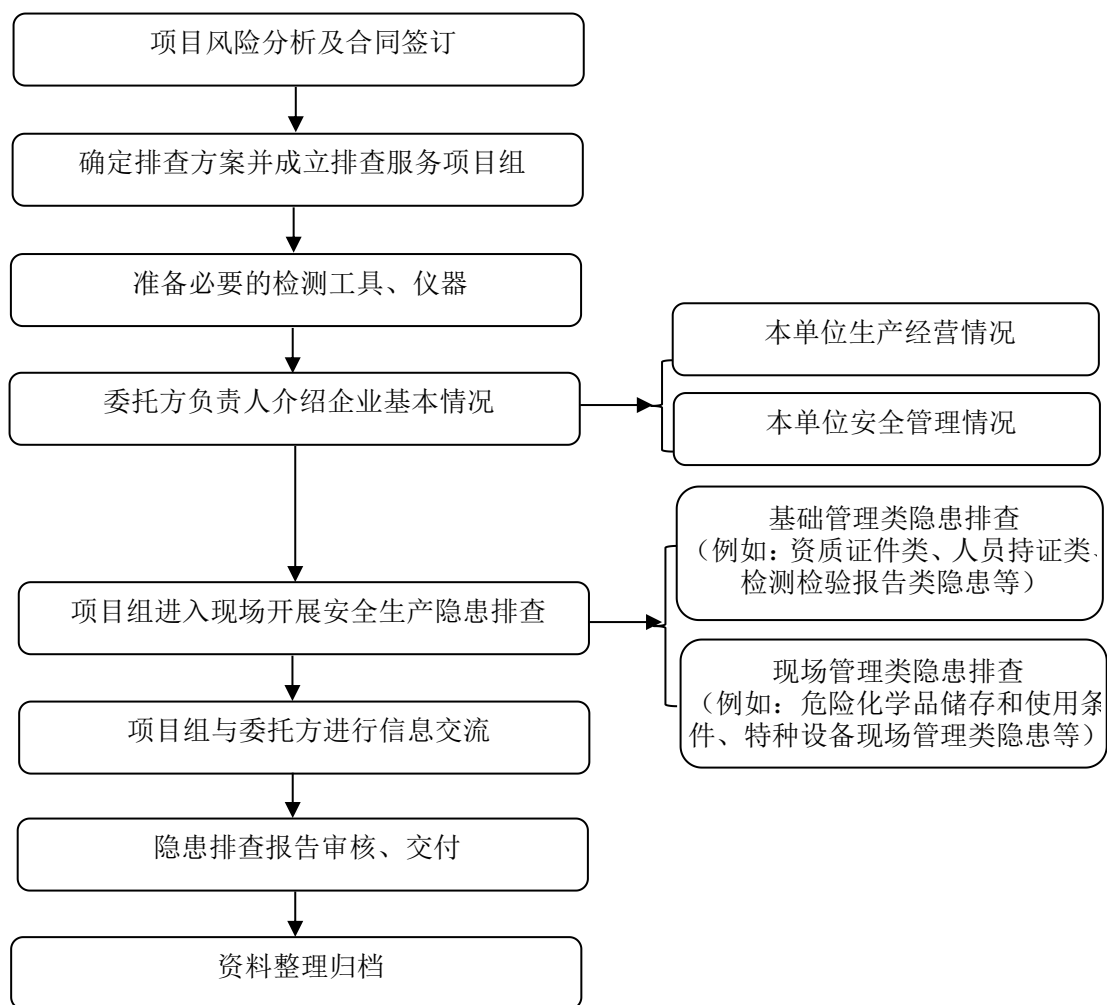 项目风险分析及合同签订
确定排查方案并成立排查服务项目组
准备必要的检测工具、仪器
委托方负责人介绍企业基本情况
本单位生产经营情况
本单位安全管理情况
项目组进入现场开展安全生产隐患排查
基础管理类隐患排查
（例如：资质证件类、人员持证类、
检测检验报告类隐患等）
现场管理类隐患排查
（例如：危险化学品储存和使用条
件、特种设备现场管理类隐患等）
项目组与委托方进行信息交流
隐患排查报告审核、交付
资料整理归档